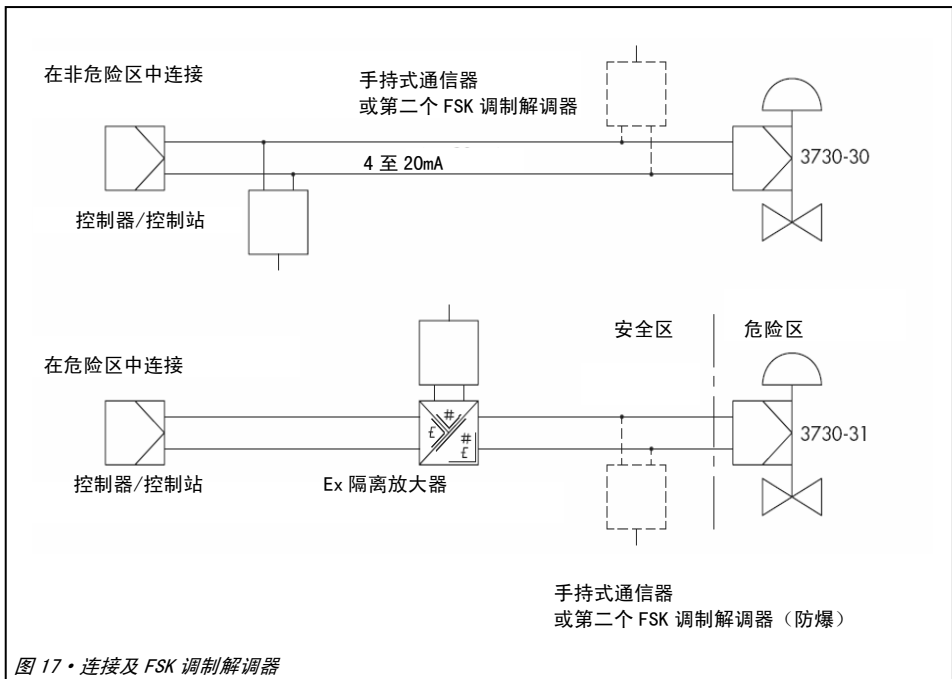 在非危险区中连接
手持式通信器
或第二个 FSK 调制解调器
4 至 20mA
3730-30
控制器/控制站
安全区
危险区
在危险区中连接
3730-31
控制器/控制站
Ex 隔离放大器
手持式通信器
或第二个 FSK 调制解调器（防爆）
图 17・连接及 FSK 调制解调器